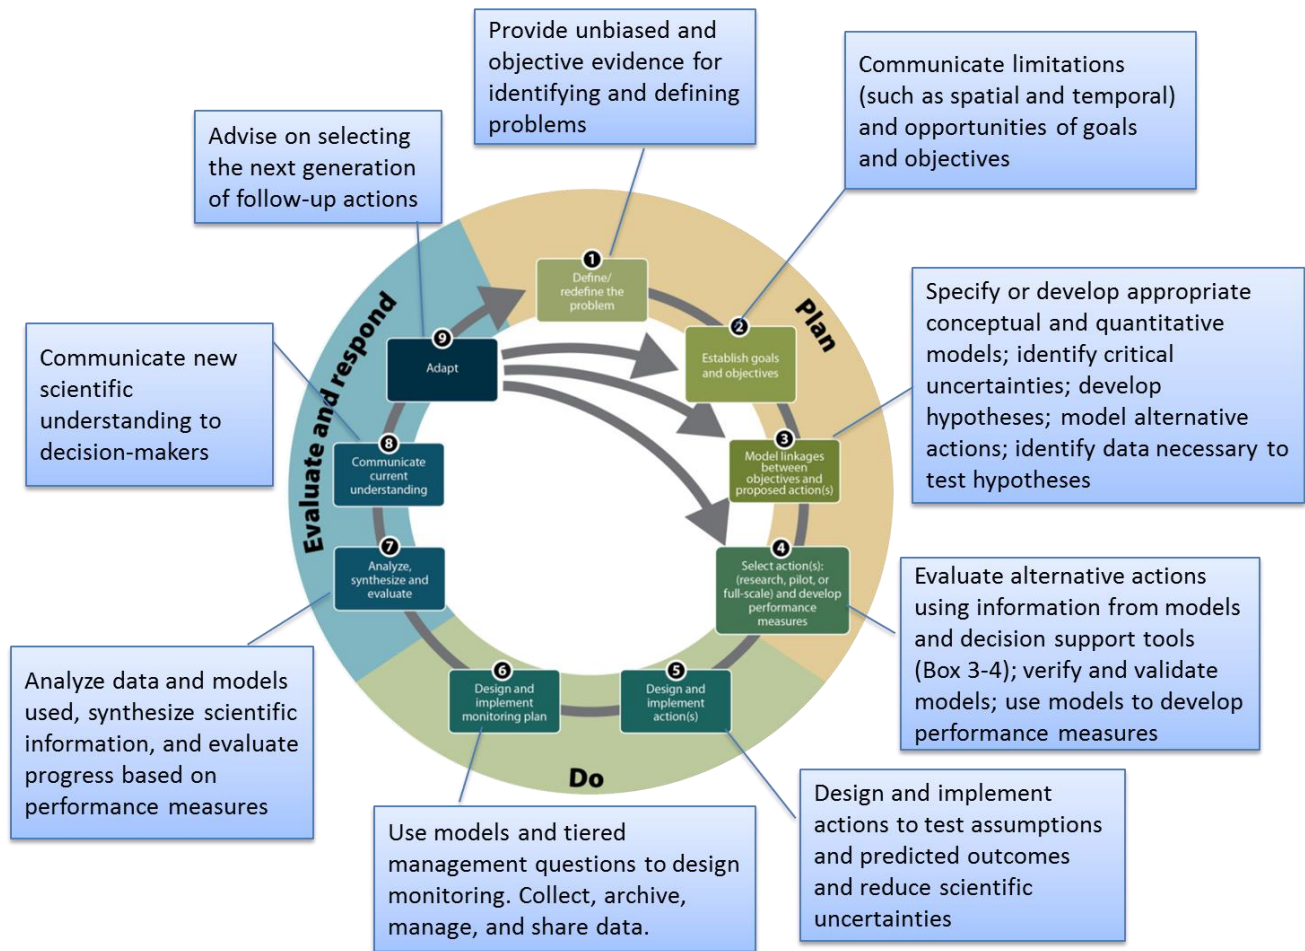 Provide unbiased and
objective evidence for
identifying and defining
problems
Communicate limitations
(such as spatial and temporal)
and opportunities of goals
and objectives
Advise on selecting
the next generation
of follow-up actions
Specify or develop appropriate
conceptual and quantitative
models; identify critical
uncertainties; develop
hypotheses; model alternative
actions; identify data necessary to
test hypotheses
Communicate new
scientific
understanding to
decision-makers
Evaluate alternative actions
using information from models
and decision support tools
(Box 3-4); verify and validate
models; use models to develop
performance measures
Analyze data and models
used, synthesize scientific
information, and evaluate
progress based on
performance measures
Use models and tiered
management questions to design
monitoring. Collect, archive,
manage, and share data.
Design and implement
actions to test assumptions
and predicted outcomes
and reduce scientific
uncertainties
Plan
Do
Evaluate and respond
1
Define/
redefine the
problem
2
Establish goals
and objectives
3
Model linkages
between
objectives and
proposed action(s)
4
Select action(s):
(research, pilot, or
full-scale) and develop
performance
measures
5
Design and
implement
action(s)
6
Design and
implement
monitoring plan
7
Analyze,
synthesize and
evaluate
8
Communicate
current
understanding
9
Adapt